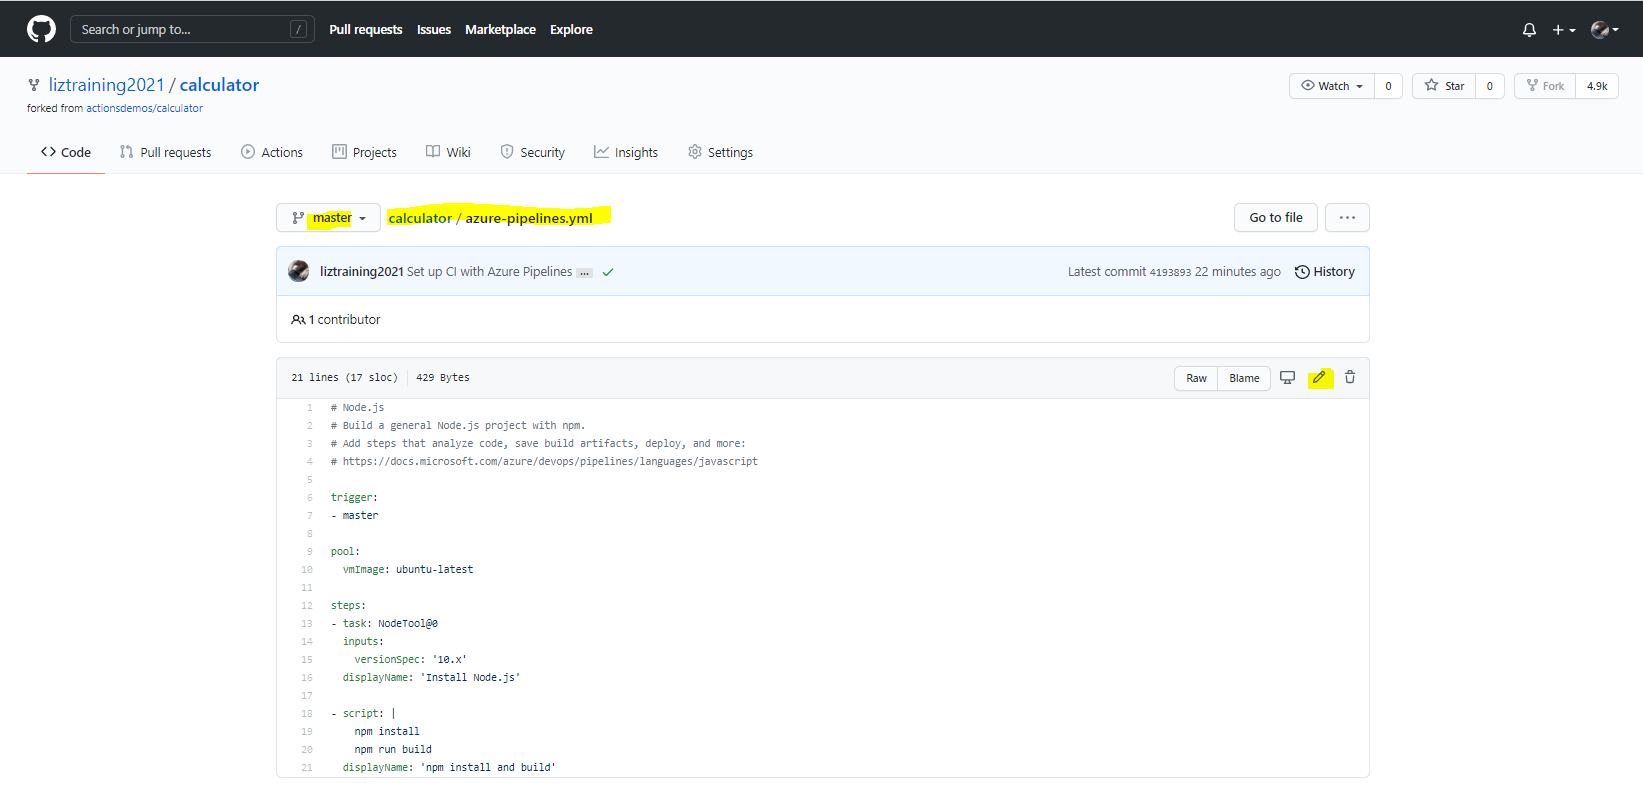 Search or jump to... /
Pull requests Issues Marketplace Explore
liztraining2021 / calculator
forked from actionsdemos/calculator
Watch 0 Star 0 Fork 4.9k
Code Pull requests Actions Projects Wiki Security Insights Settings
master calculator / azure-pipelines.yml Go to file ...
liztraining2021 Set up CI with Azure Pipelines ... Latest commit 4193893 22 minutes ago History
1 contributor
21 lines (17 sloc) 429 Bytes Raw Blame
1 # Node.js
2 # Build a general Node.js project with npm.
3 # Add steps that analyze code, save build artifacts, deploy, and more:
4 # https://docs.microsoft.com/azure/devops/pipelines/languages/javascript
5
6 trigger:
7 - master
8
9 pool:
10   vmImage: ubuntu-latest
11
12 steps:
13 - task: NodeTool@0
14   inputs:
15     versionSpec: '10.x'
16   displayName: 'Install Node.js'
17
18 - script: |
19     npm install
20     npm run build
21   displayName: 'npm install and build'